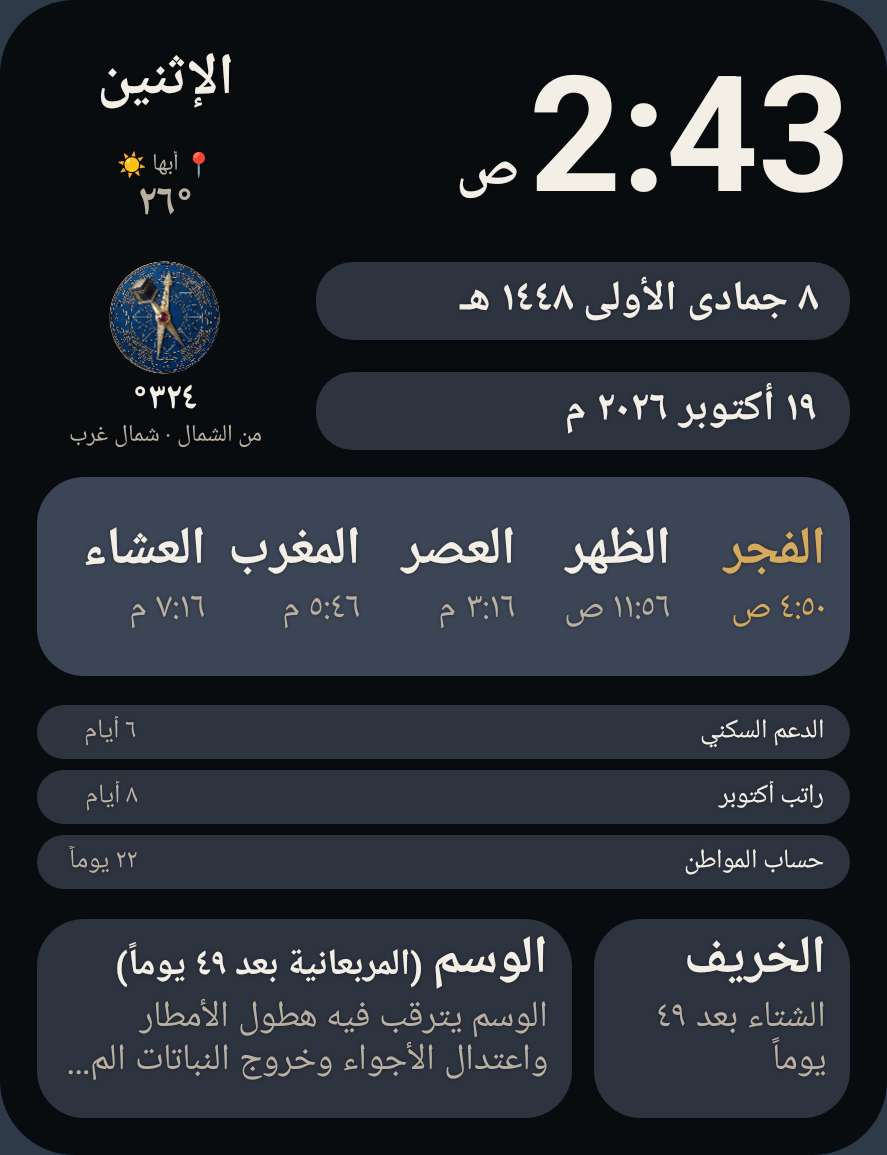 2:43 ص
الإثنين
📍 أبها ☀️
٢٦°
٨ جمادى الأولى ١٤٤٨ هـ
١٩ أكتوبر ٢٠٢٦ م
٣٢٤°
من الشمال · شمال غرب
الفجر الظهر العصر المغرب العشاء
٤:٥٠ ص ١١:٥٦ ص ٣:١٦ م ٥:٤٦ م ٧:١٦ م
الدعم السكني ٦ أيام
راتب أكتوبر ٨ أيام
حساب المواطن ٢٢ يوماً
الخريف
الشتاء بعد ٤٩
يوماً
الوسم (المربعانية بعد ٤٩ يوماً)
الوسم يترقب فيه هطول الأمطار
واعتدال الأجواء وخروج النباتات الم...